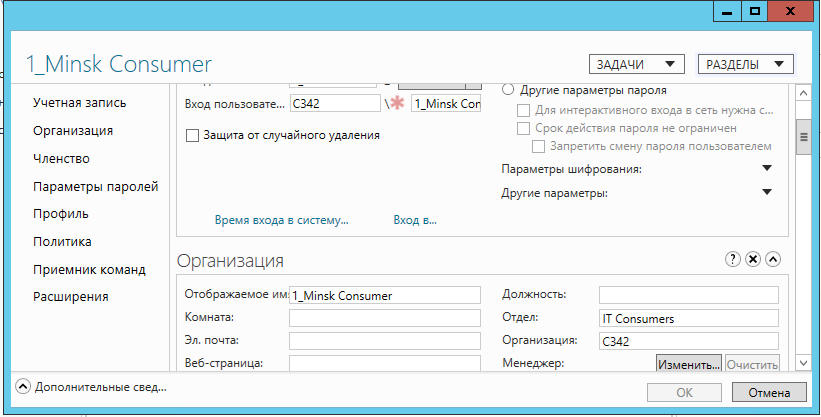 1_Minsk Consumer
ЗАДАЧИ
РАЗДЕЛЫ
Учетная запись
Организация
Членство
Параметры паролей
Профиль
Политика
Приемник команд
Расширения
Вход пользовате... C342 \ * 1_Minsk Con
Защита от случайного удаления
Время входа в систему... Вход в...
Другие параметры пароля
Для интерактивного входа в сеть нужна с...
Срок действия пароля не ограничен
Запретить смену пароля пользователем
Параметры шифрования:
Другие параметры:
Организация
Отображаемое им 1_Minsk Consumer
Комната:
Эл. почта:
Веб-страница:
Должность:
Отдел: IT Consumers
Организация: C342
Менеджер: Изменить... Очистить
Дополнительные свед...
ОК
Отмена